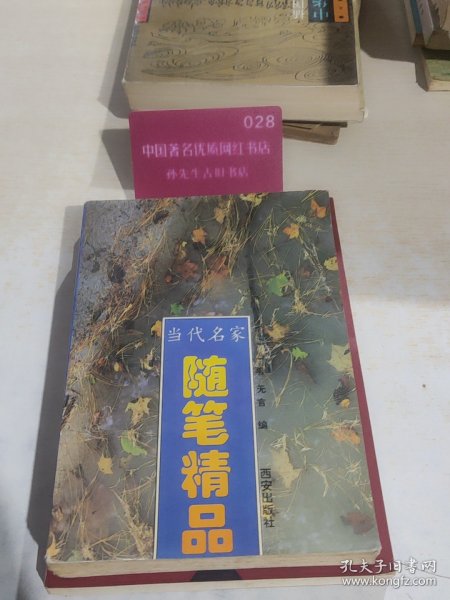 028
中国著名优质网红书店
孙先生古旧书店
当代名家
随笔精品
无言 编
西安出版社
孔夫子旧书网
www.kongfz.com